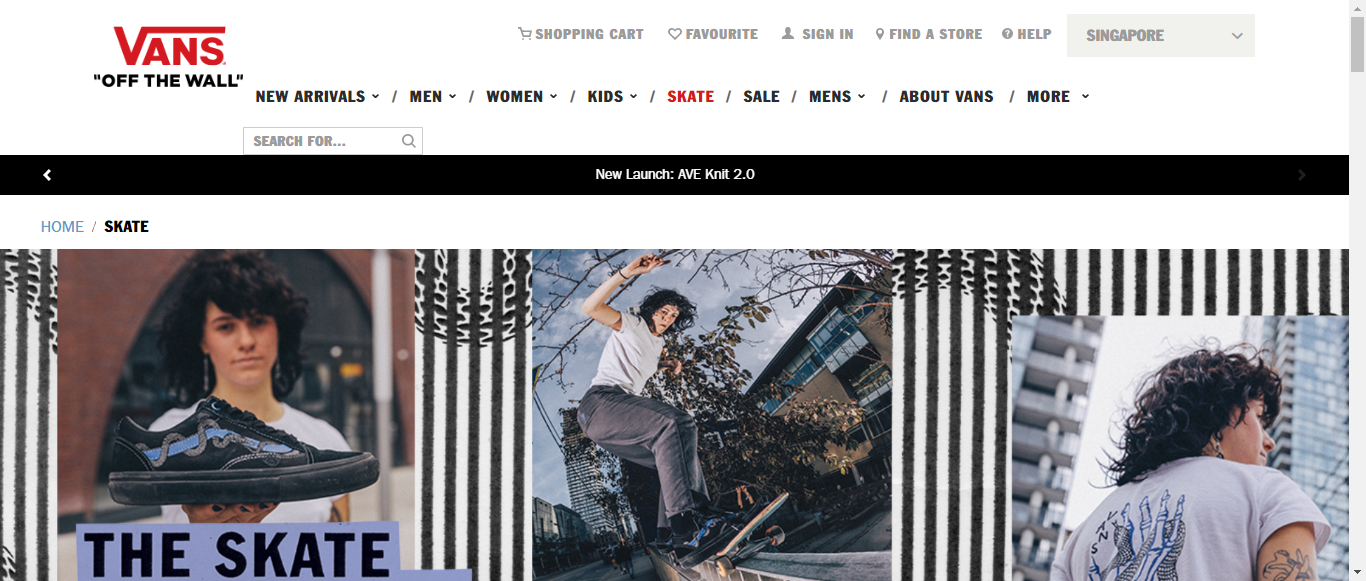 VANS
"OFF THE WALL"
SHOPPING CART
FAVOURITE
SIGN IN
FIND A STORE
HELP
SINGAPORE
NEW ARRIVALS / MEN / WOMEN / KIDS / SKATE / SALE / MENS / ABOUT VANS / MORE
SEARCH FOR...
New Launch: AVE Knit 2.0
HOME / SKATE
THE SKATE
VANS